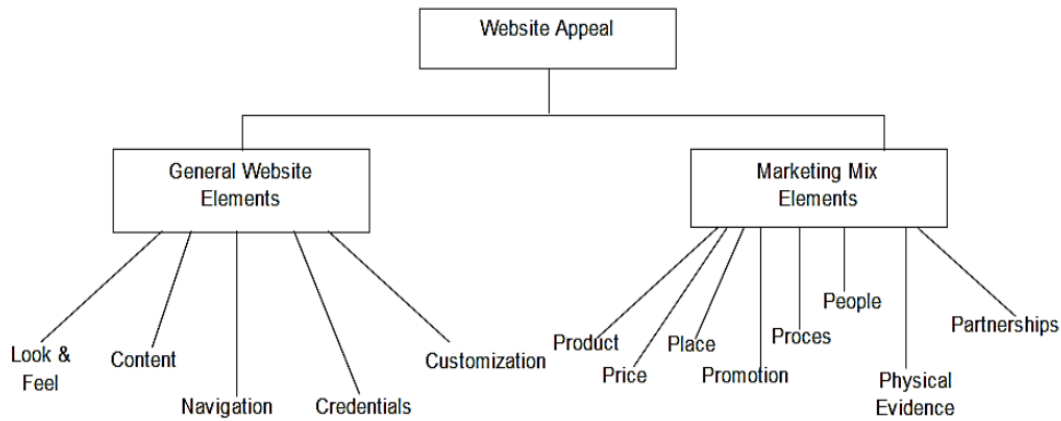 Website Appeal
General Website
Elements
Marketing Mix
Elements
Look &
Feel
Content
Navigation
Credentials
Customization
Product
Price
Place
Promotion
Proces
People
Physical
Evidence
Partnerships